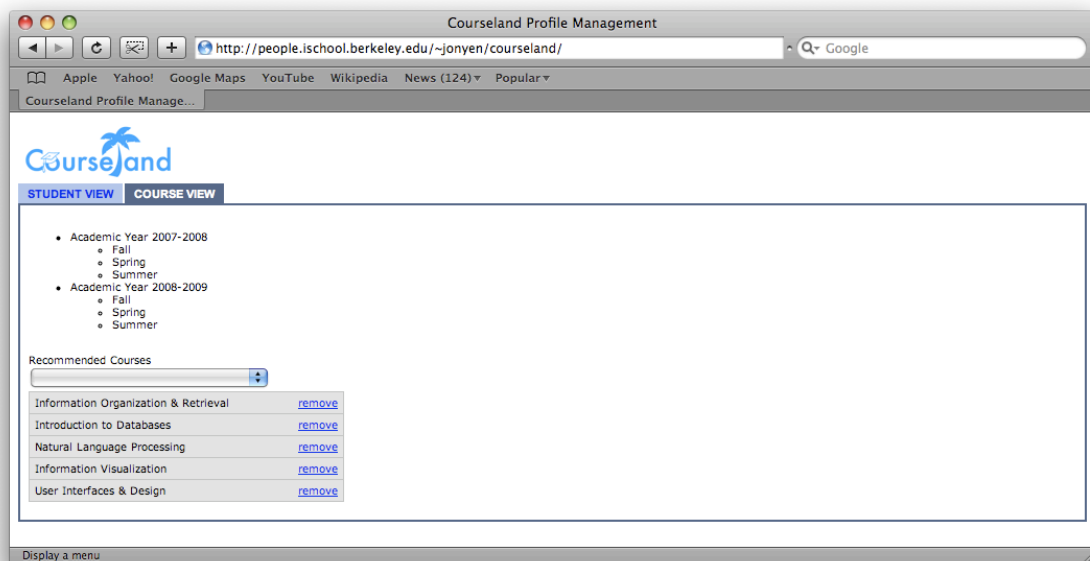 Courseland Profile Management
http://people.ischool.berkeley.edu/~jonyen/courseland/
Google
Apple Yahoo! Google Maps YouTube Wikipedia News (124) Popular
Courseland Profile Manage...
Courseland
STUDENT VIEW COURSE VIEW
Academic Year 2007-2008
Fall
Spring
Summer
Academic Year 2008-2009
Fall
Spring
Summer
Recommended Courses
Information Organization & Retrieval remove
Introduction to Databases remove
Natural Language Processing remove
Information Visualization remove
User Interfaces & Design remove
Display a menu